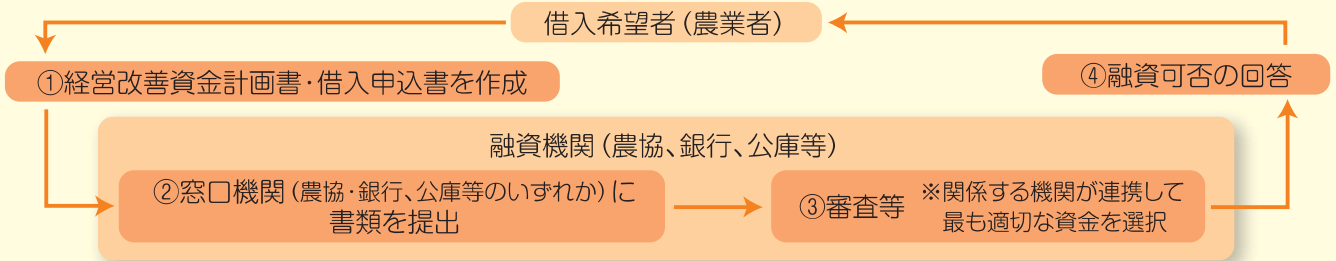 借入希望者（農業者）
①経営改善資金計画書・借入申込書を作成
④融資可否の回答
融資機関（農協、銀行、公庫等）
②窓口機関（農協・銀行、公庫等のいずれか）に
書類を提出
③審査等
※関係する機関が連携して
最も適切な資金を選択